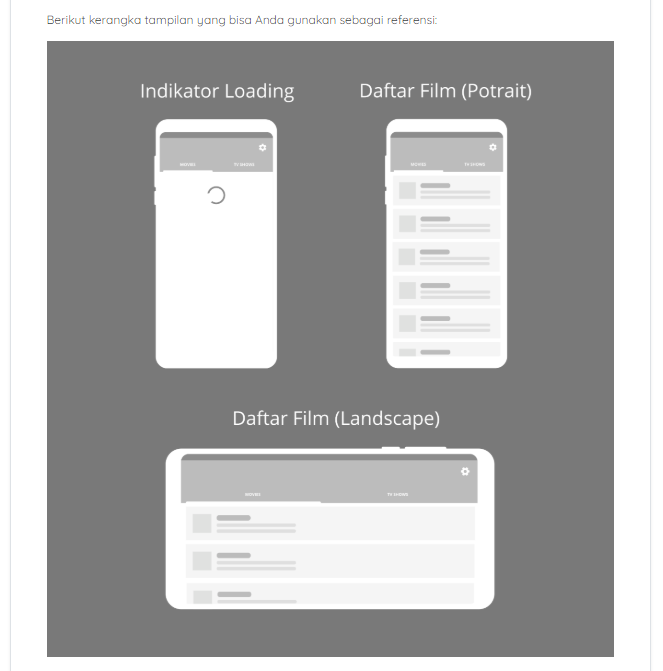 Berikut kerangka tampilan yang bisa Anda gunakan sebagai referensi:
Indikator Loading
Daftar Film (Potrait)
MOVIES TV SHOWS
MOVIES TV SHOWS
Daftar Film (Landscape)
MOVIES TV SHOWS